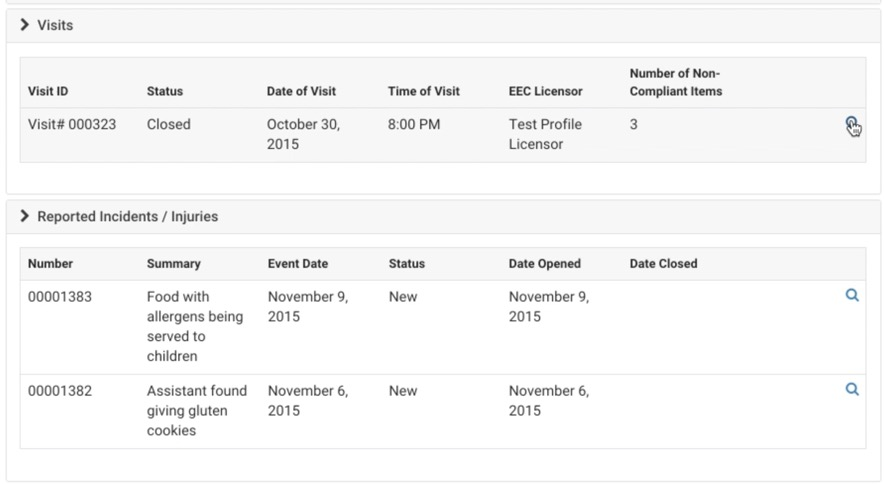 Visits
Number of Non-
Visit ID Status Date of Visit Time of Visit EEC Licensor Compliant Items
Visit# 000323 Closed October 30, 8:00 PM Test Profile 3
2015 Licensor
Reported Incidents / Injuries
Number Summary Event Date Status Date Opened Date Closed
00001383 Food with November 9, New November 9,
allergens being 2015 2015
served to
children
00001382 Assistant found November 6, New November 6,
giving gluten 2015 2015
cookies